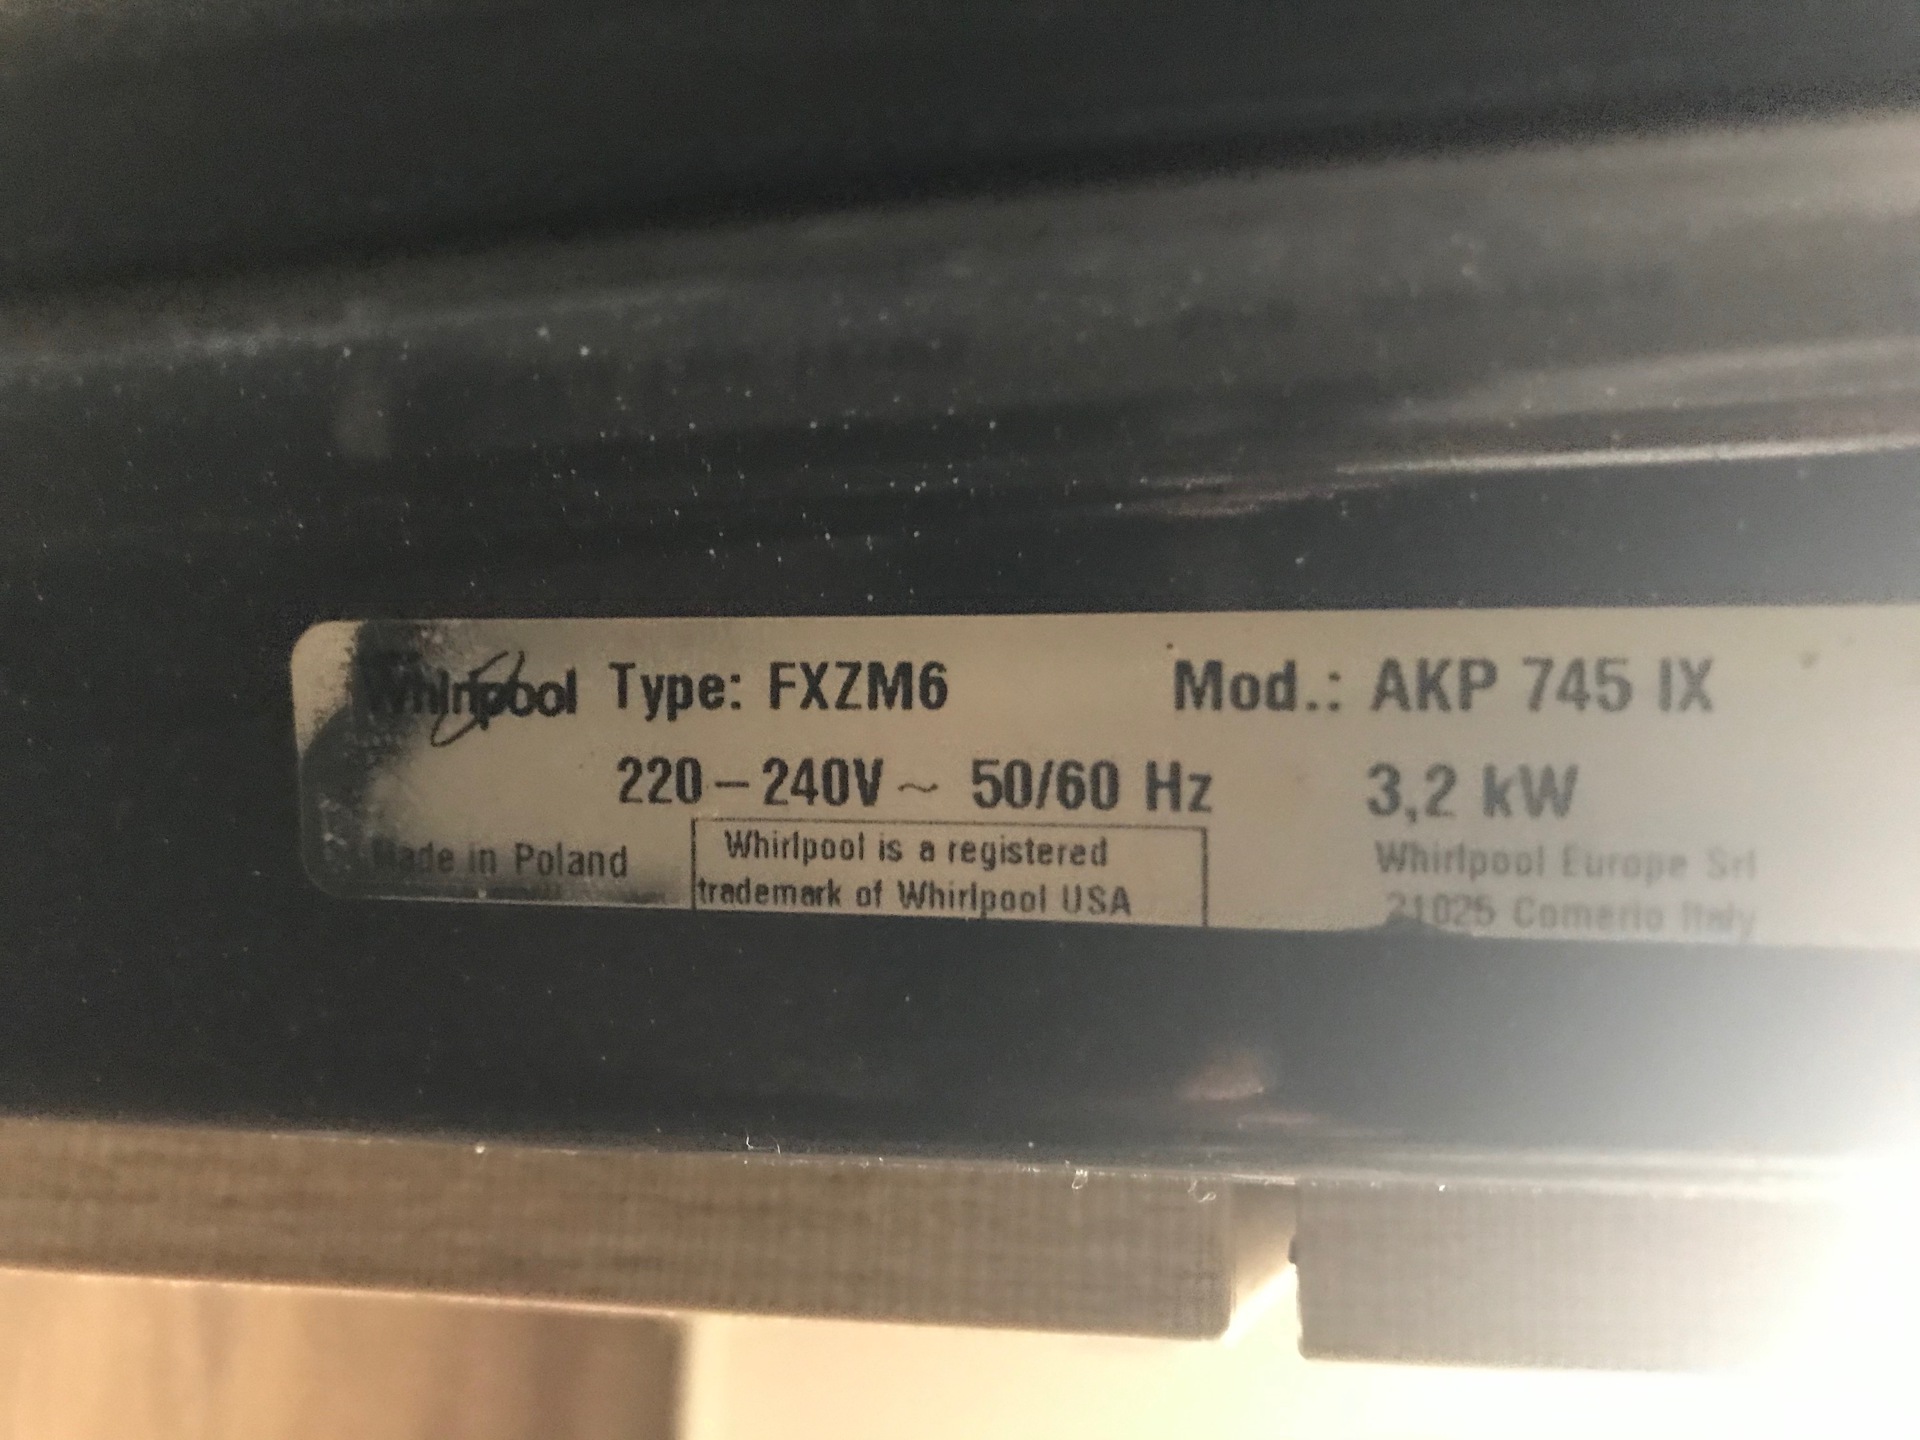 Whirlpool Type: FXZM6 Mod.: AKP 745 IX
220 – 240V ~ 50/60 Hz 3,2 kW
Made in Poland
Whirlpool is a registered
trademark of Whirlpool USA
Whirlpool Europe Srl
21025 Comerio Italy